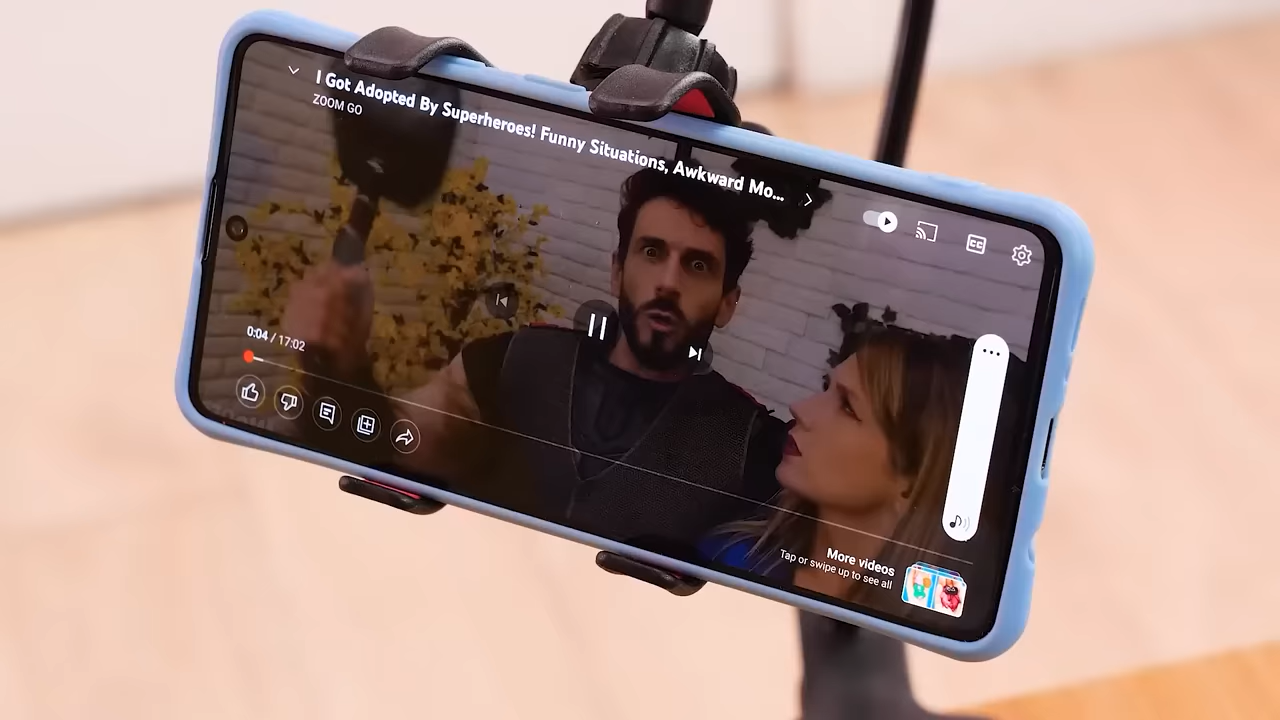 I Got Adopted By Superheroes! Funny Situations, Awkward Mo...
ZOOM GO
CC
0:04 / 17:02
More videos
Tap or swipe up to see all